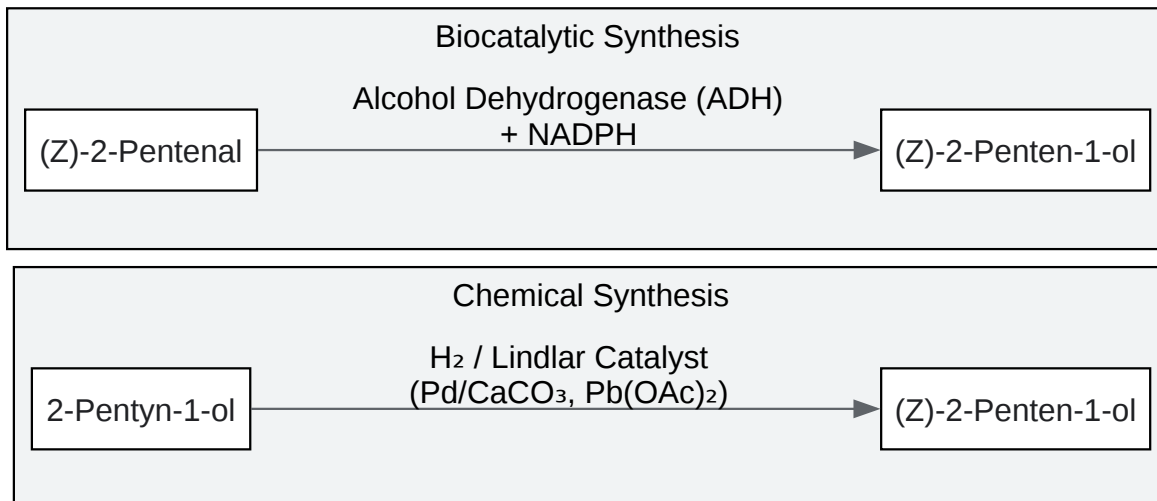 Biocatalytic Synthesis
Alcohol Dehydrogenase (ADH)
+ NADPH
(Z)-2-Pentenal
(Z)-2-Penten-1-ol
Chemical Synthesis
H₂ / Lindlar Catalyst
(Pd/CaCO₃, Pb(OAc)₂)
2-Pentyn-1-ol
(Z)-2-Penten-1-ol